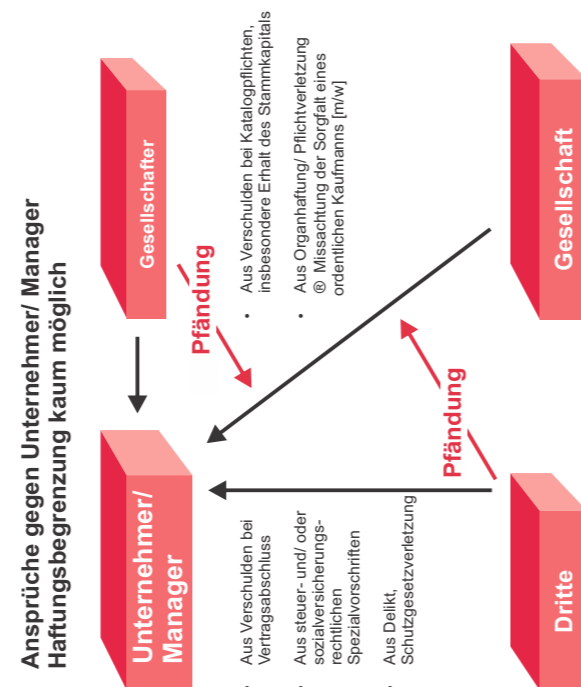 Ansprüche gegen Unternehmer/ Manager
Haftungsbegrenzung kaum möglich
Unternehmer/
Manager
Gesellschafter
Pfändung
• Aus Verschulden bei
Vertragsabschluss
• Aus steuer- und/ oder
sozialversicherungs-
rechtlichen
Spezialvorschriften
• Aus Delikt,
Schutzgesetzverletzung
• Aus Verschulden bei Katalogpflichten,
insbesondere Erhalt des Stammkapitals
• Aus Organhaftung/ Pflichtverletzung
® Missachtung der Sorgfalt eines
ordentlichen Kaufmanns [m/w]
Pfändung
Dritte
Gesellschaft